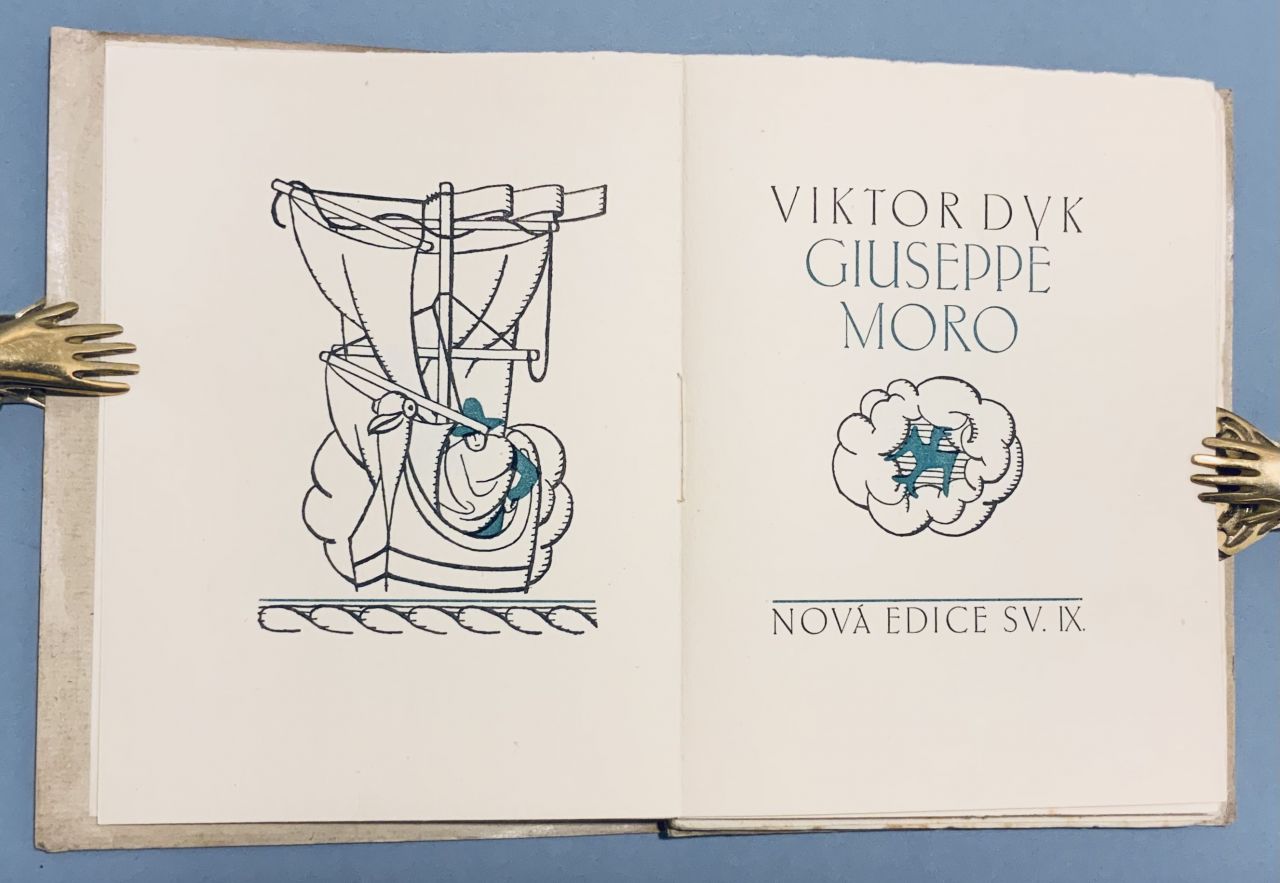 VIKTOR DYK
GIUSEPPE
MORO
NOVÁ EDICE SV. IX.